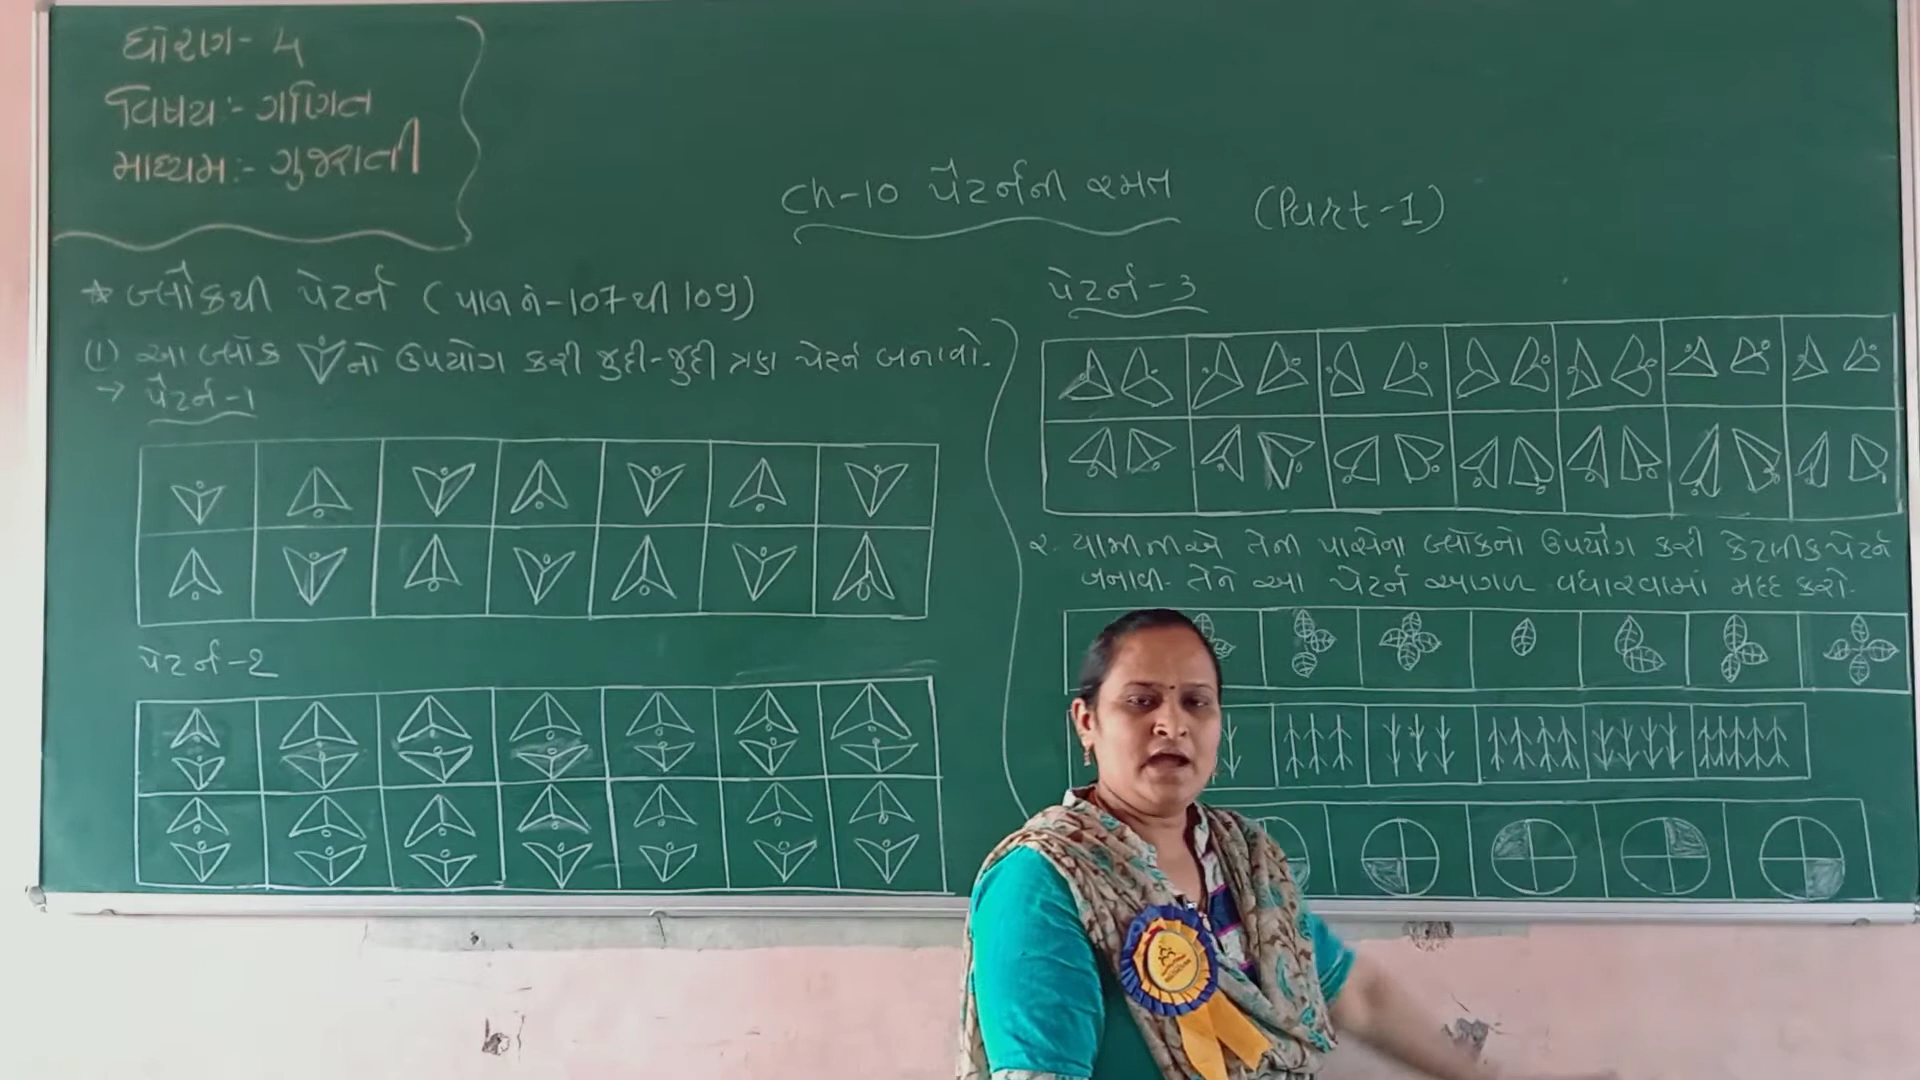 ધોરણ- ૫
વિષય:- ગણિત
માધ્યમ:- ગુજરાતી
Ch-10 પેટર્નની રમત (Part-1)
* બ્લોકથી પેટર્ન (પાન નં-107 થી 109)
(1) આ બ્લોક નો ઉપયોગ કરી જુદી-જુદી ત્રણ પેટર્ન બનાવો.
→ પેટર્ન-1
પેટર્ન-2
પેટર્ન-3
૨. યામીનીએ તેની પાસેના બ્લોકનો ઉપયોગ કરી કેટલીક પેટર્ન
બનાવી. તેને આ પેટર્ન આગળ વધારવામાં મદદ કરો.